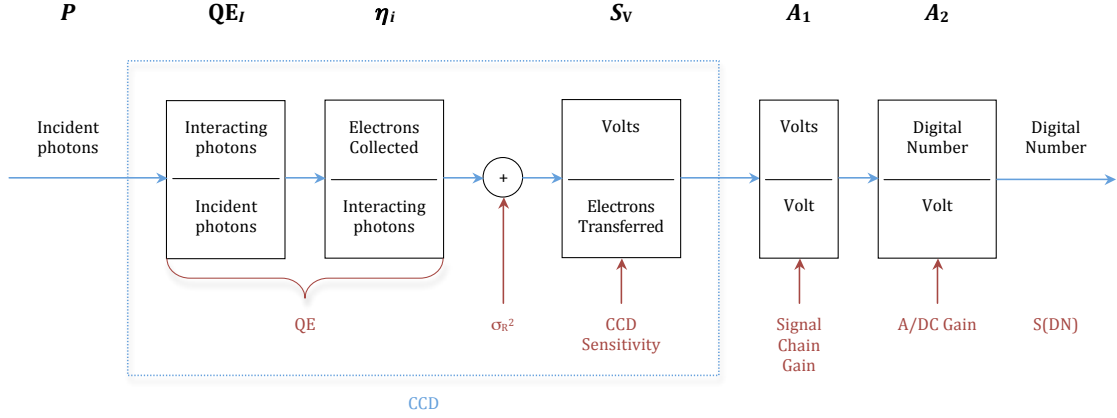 P QE_I η_i S_V A_1 A_2
Incident
photons
Interacting
photons
Incident
photons
Electrons
Collected
Interacting
photons
+
Volts
Electrons
Transferred
Volts
Volt
Digital
Number
Volt
Digital
Number
QE
σ_R²
CCD
Sensitivity
Signal
Chain
Gain
A/DC Gain
S(DN)
CCD